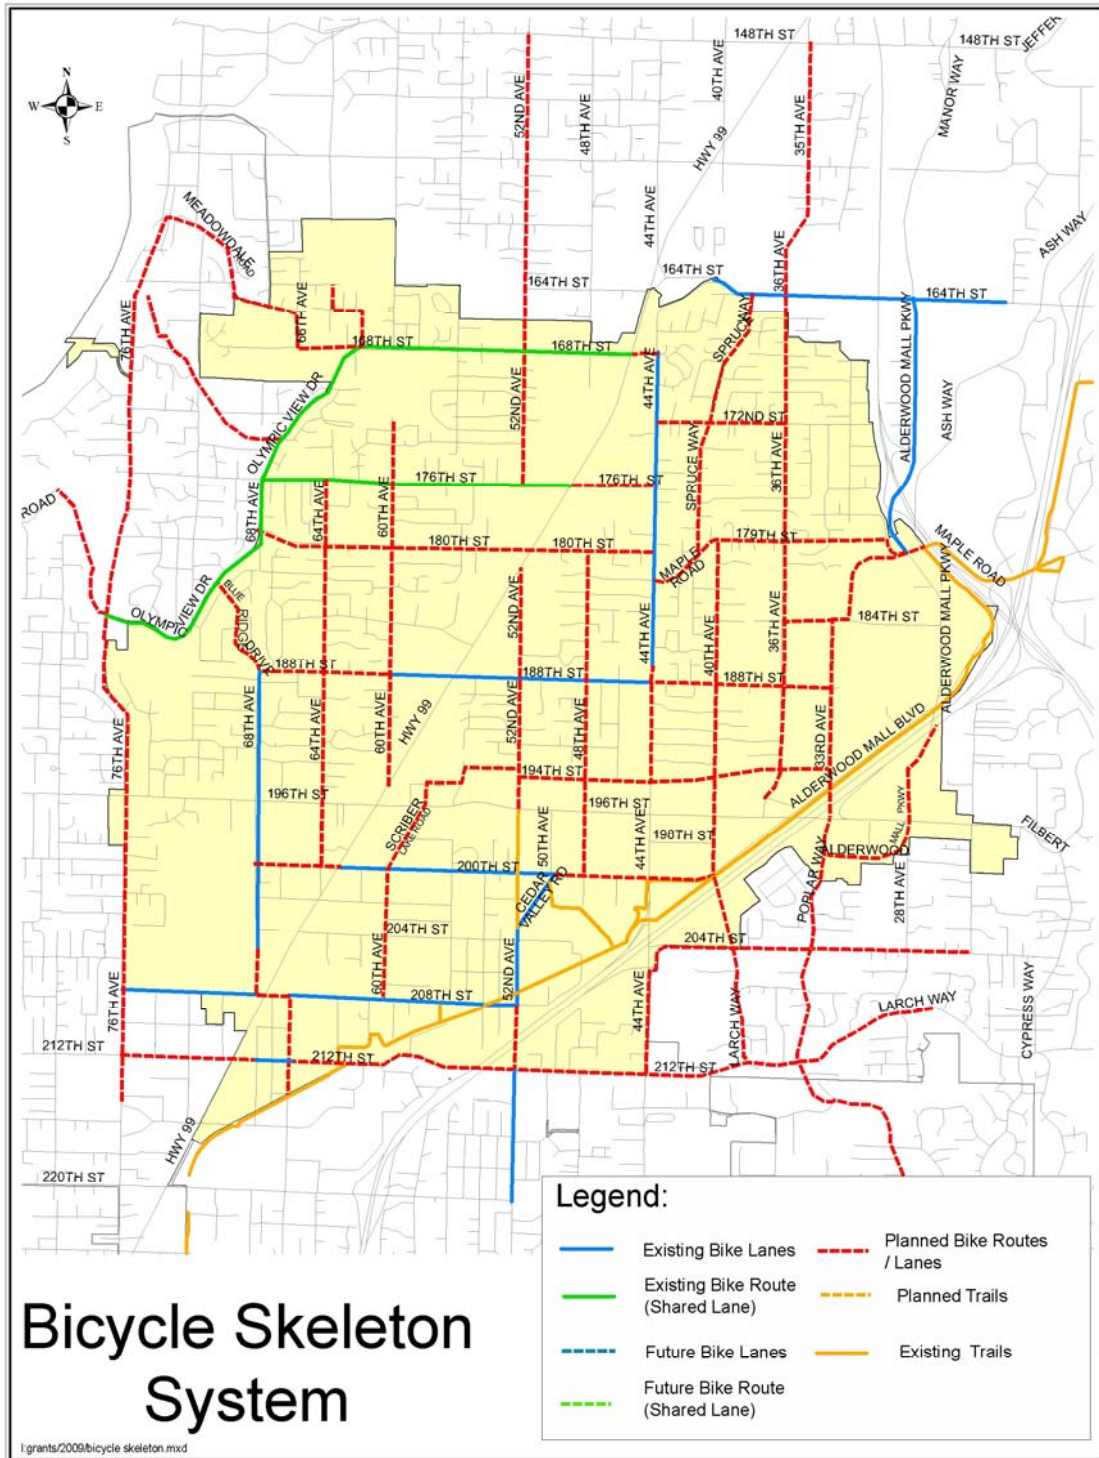 148TH ST
148TH ST
JEFFER
N
W
E
S
52ND AVE
48TH AVE
40TH AVE
HWY 99
35TH AVE
MANOR WAY
44TH AVE
ASH WAY
MEADOWDALE
ROAD
164TH ST
164TH ST
36TH AVE
164TH ST
76TH AVE
66TH AVE
168TH ST
168TH ST
SPRUCE
WAY
ALDERWOOD MALL PKWY
OLYMPIC VIEW DR
52ND AVE
44TH AVE
172ND ST
ASH WAY
ROAD
68TH AVE
64TH AVE
60TH AVE
176TH ST
176TH ST
SPRUCE WAY
36TH AVE
180TH ST
180TH ST
179TH ST
MAPLE
ROAD
MAPLE ROAD
OLYMPIC
VIEW DR
BLUE
RIDGE
DRIVE
52ND AVE
44TH AVE
40TH AVE
36TH AVE
184TH ST
ALDERWOOD MALL PKWY
188TH ST
188TH ST
188TH ST
76TH AVE
68TH AVE
64TH AVE
60TH AVE
HWY 99
52ND AVE
48TH AVE
33RD AVE
ALDERWOOD MALL BLVD
194TH ST
196TH ST
196TH ST
SCRIBER
LAKE ROAD
50TH AVE
44TH AVE
198TH ST
MALL PKWY
ALDERWOOD
FILBERT
200TH ST
CEDAR
VALLEY RD
POPLAR WAY
28TH AVE
204TH ST
204TH ST
76TH AVE
60TH AVE
208TH ST
52ND AVE
44TH AVE
LARCH WAY
LARCH WAY
CYPRESS WAY
212TH ST
212TH ST
212TH ST
HWY 99
220TH ST
Legend:
Existing Bike Lanes
Planned Bike Routes
/ Lanes
Existing Bike Route
(Shared Lane)
Planned Trails
Future Bike Lanes
Existing Trails
Future Bike Route
(Shared Lane)
Bicycle Skeleton
System
l:grants/2009/bicycle skeleton.mxd